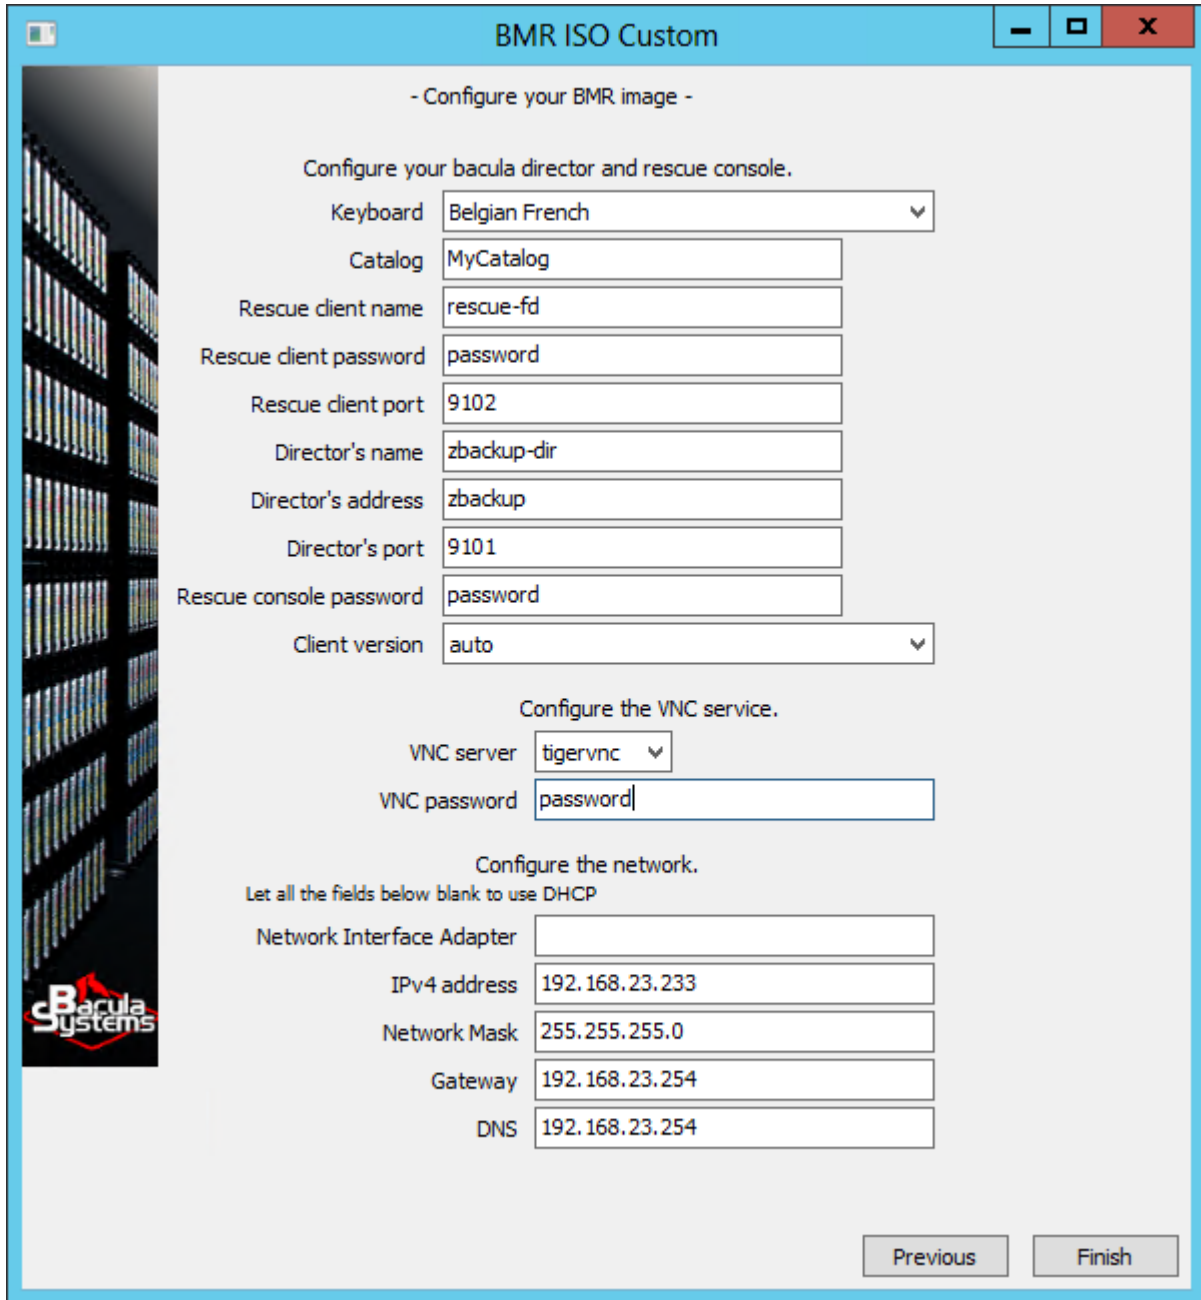 BMR ISO Custom
- Configure your BMR image -
Configure your bacula director and rescue console.
Keyboard Belgian French
Catalog MyCatalog
Rescue client name rescue-fd
Rescue client password password
Rescue client port 9102
Director's name zbackup-dir
Director's address zbackup
Director's port 9101
Rescue console password password
Client version auto
Configure the VNC service.
VNC server tigervnc
VNC password password
Configure the network.
Let all the fields below blank to use DHCP
Network Interface Adapter
IPv4 address 192.168.23.233
Network Mask 255.255.255.0
Gateway 192.168.23.254
DNS 192.168.23.254
Bacula
Systems
Previous Finish